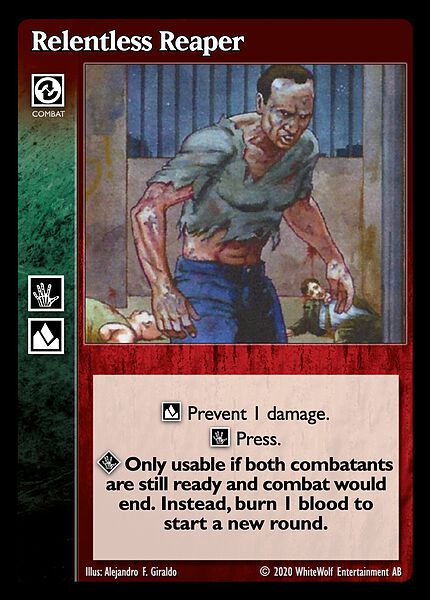 Relentless Reaper
COMBAT
Prevent 1 damage.
Press.
Only usable if both combatants
are still ready and combat would
end. Instead, burn 1 blood to
start a new round.
Illus: Alejandro F. Giraldo
© 2020 WhiteWolf Entertainment AB